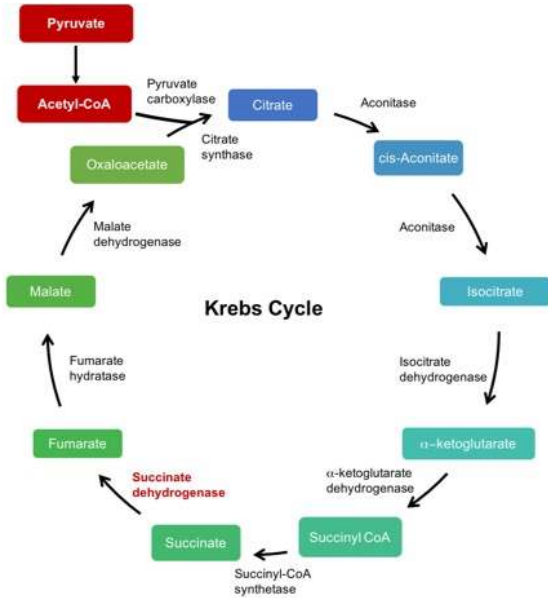 Pyruvate
Acetyl-CoA
Pyruvate
carboxylase
Citrate
synthase
Citrate
Aconitase
cis-Aconitate
Aconitase
Isocitrate
Isocitrate
dehydrogenase
α–ketoglutarate
α-ketoglutarate
dehydrogenase
Succinyl CoA
Succinyl-CoA
synthetase
Succinate
Succinate
dehydrogenase
Fumarate
Fumarate
hydratase
Malate
Malate
dehydrogenase
Oxaloacetate
Krebs Cycle